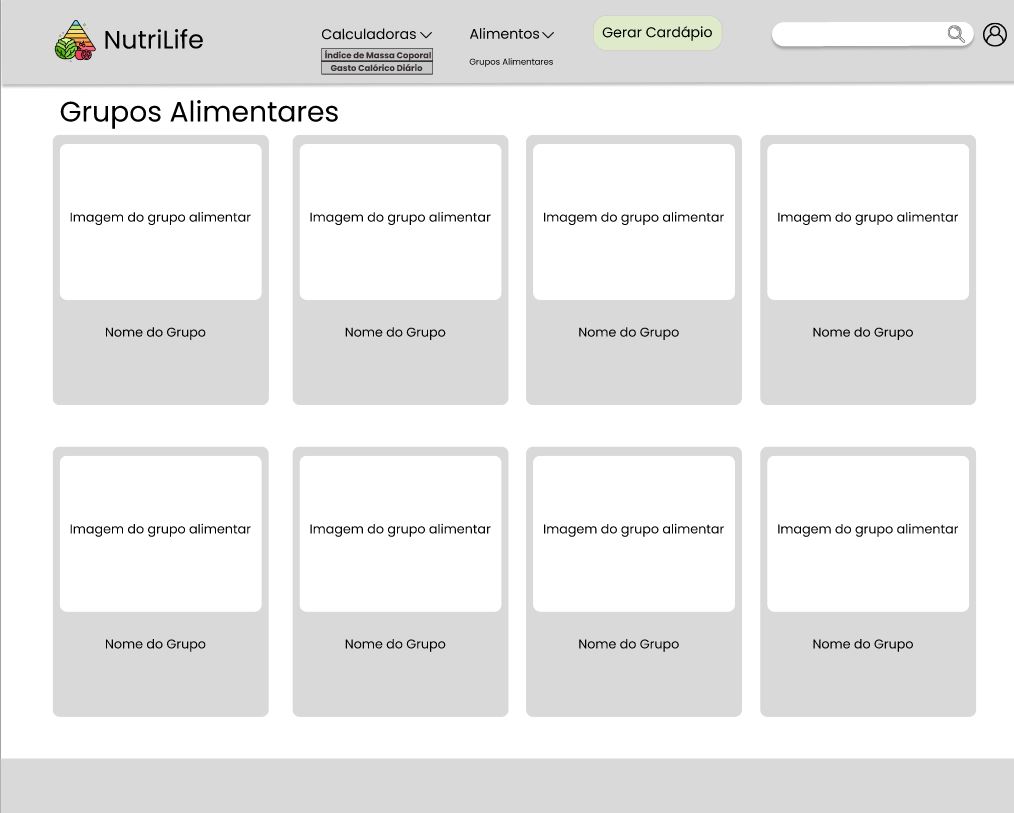 NutriLife
Calculadoras
Índice de Massa Coporal
Gasto Calórico Diário
Alimentos
Grupos Alimentares
Gerar Cardápio
Grupos Alimentares
Imagem do grupo alimentar
Imagem do grupo alimentar
Imagem do grupo alimentar
Imagem do grupo alimentar
Nome do Grupo
Nome do Grupo
Nome do Grupo
Nome do Grupo
Imagem do grupo alimentar
Imagem do grupo alimentar
Imagem do grupo alimentar
Imagem do grupo alimentar
Nome do Grupo
Nome do Grupo
Nome do Grupo
Nome do Grupo